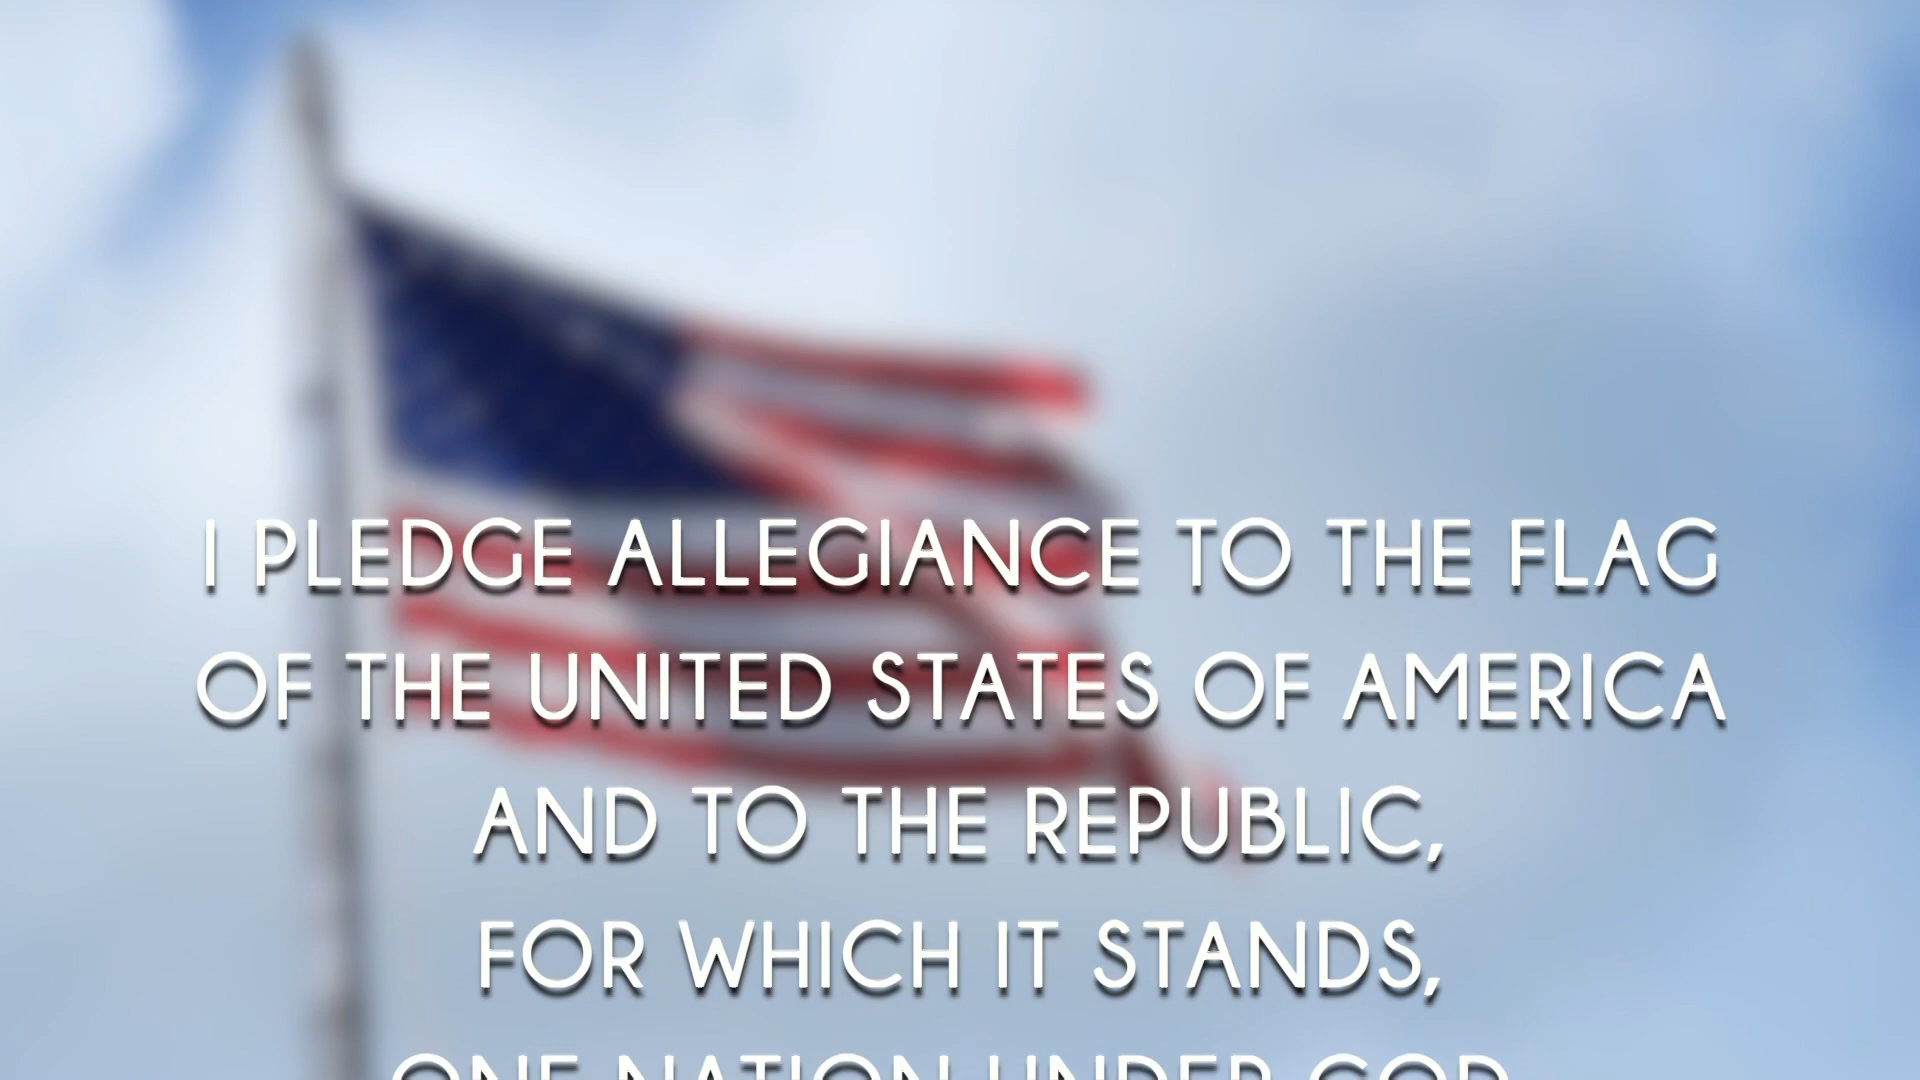 I PLEDGE ALLEGIANCE TO THE FLAG
OF THE UNITED STATES OF AMERICA
AND TO THE REPUBLIC,
FOR WHICH IT STANDS,
ONE NATION UNDER GOD